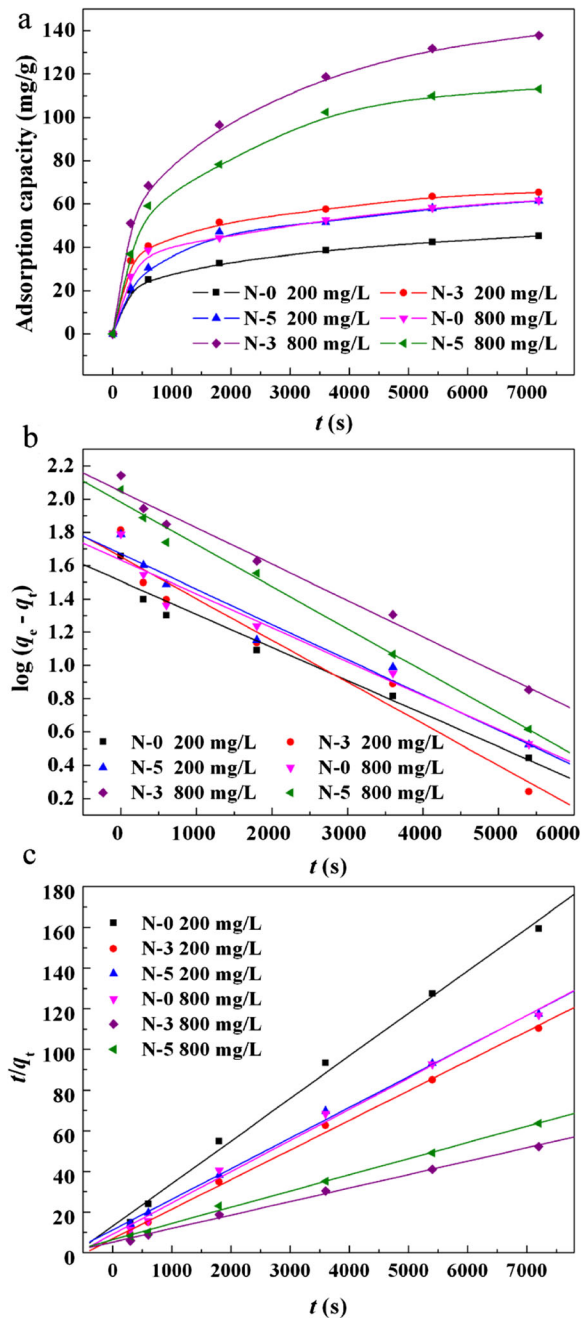 a
Adsorption capacity (mg/g)
140
120
100
80
60
40
20
0
N-0 200 mg/L
N-3 200 mg/L
N-5 200 mg/L
N-0 800 mg/L
N-3 800 mg/L
N-5 800 mg/L
0 1000 2000 3000 4000 5000 6000 7000
t (s)
b
log (qe - qt)
2.2
2.0
1.8
1.6
1.4
1.2
1.0
0.8
0.6
0.4
0.2
N-0 200 mg/L
N-3 200 mg/L
N-5 200 mg/L
N-0 800 mg/L
N-3 800 mg/L
N-5 800 mg/L
0 1000 2000 3000 4000 5000 6000
t (s)
c
t/qt
180
160
140
120
100
80
60
40
20
0
N-0 200 mg/L
N-3 200 mg/L
N-5 200 mg/L
N-0 800 mg/L
N-3 800 mg/L
N-5 800 mg/L
0 1000 2000 3000 4000 5000 6000 7000
t (s)